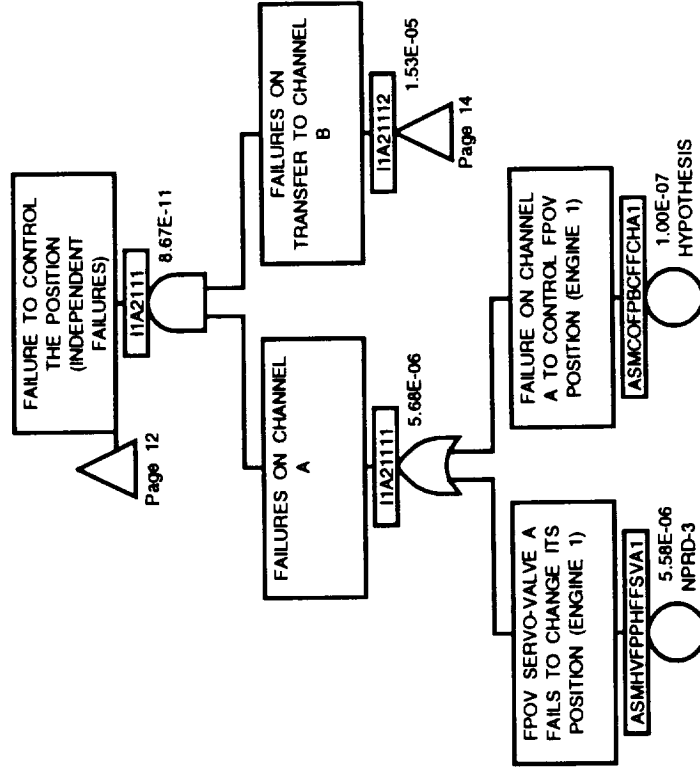 FAILURE TO CONTROL
THE POSITION
(INDEPENDENT
FAILURES)
I1A2111
8.67E-11
Page 12
FAILURES ON CHANNEL
A
I1A21111
5.68E-06
FAILURES ON
TRANSFER TO CHANNEL
B
I1A21112
1.53E-05
Page 14
FPOV SERVO-VALVE A
FAILS TO CHANGE ITS
POSITION (ENGINE 1)
ASMHVFPPHFFSVA1
5.58E-06
NPRD-3
FAILURE ON CHANNEL
A TO CONTROL FPOV
POSITION (ENGINE 1)
ASMCOFPBCFFCHA1
1.00E-07
HYPOTHESIS